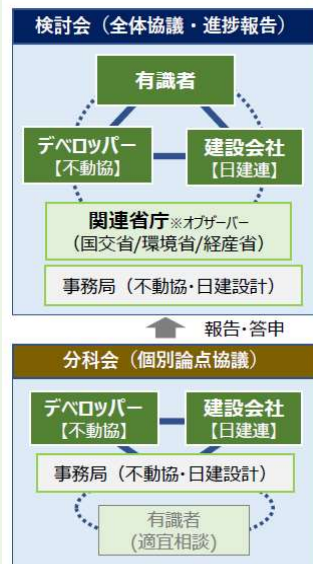 検討会（全体協議・進捗報告）
有識者
デベロッパー
【不動協】
建設会社
【日建連】
関連省庁※オブザーバー
（国交省/環境省/経産省）
事務局（不動協・日建設計）
報告・答申
分科会（個別論点協議）
デベロッパー
【不動協】
建設会社
【日建連】
事務局（不動協・日建設計）
有識者
(適宜相談)